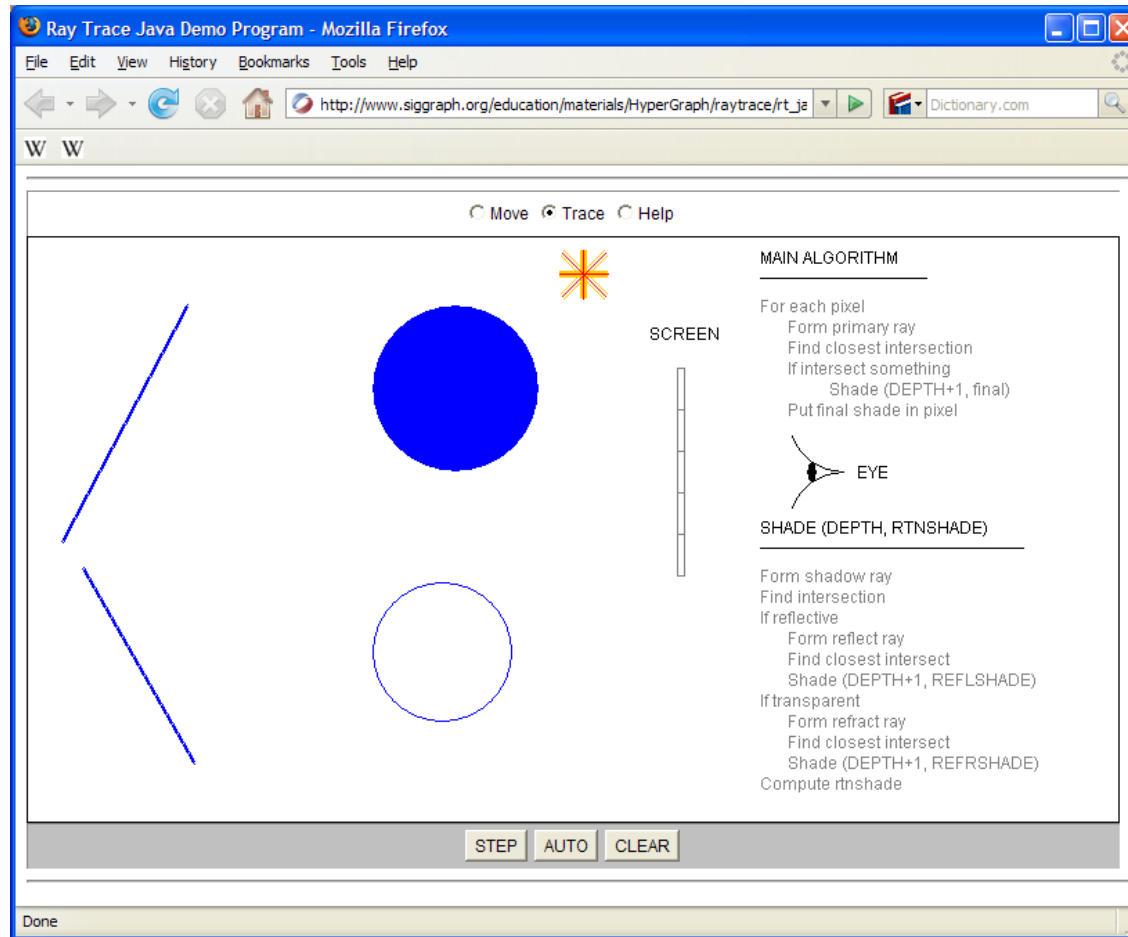 Ray Trace Java Demo Program - Mozilla Firefox
File Edit View History Bookmarks Tools Help
http://www.siggraph.org/education/materials/HyperGraph/raytrace/rt_ja
Dictionary.com
W W
Move Trace Help
MAIN ALGORITHM
For each pixel
Form primary ray
Find closest intersection
If intersect something
Shade (DEPTH+1, final)
Put final shade in pixel
SCREEN
EYE
SHADE (DEPTH, RTNSHADE)
Form shadow ray
Find intersection
If reflective
Form reflect ray
Find closest intersect
Shade (DEPTH+1, REFLSHADE)
If transparent
Form refract ray
Find closest intersect
Shade (DEPTH+1, REFRSHADE)
Compute rtnshade
STEP AUTO CLEAR
Done